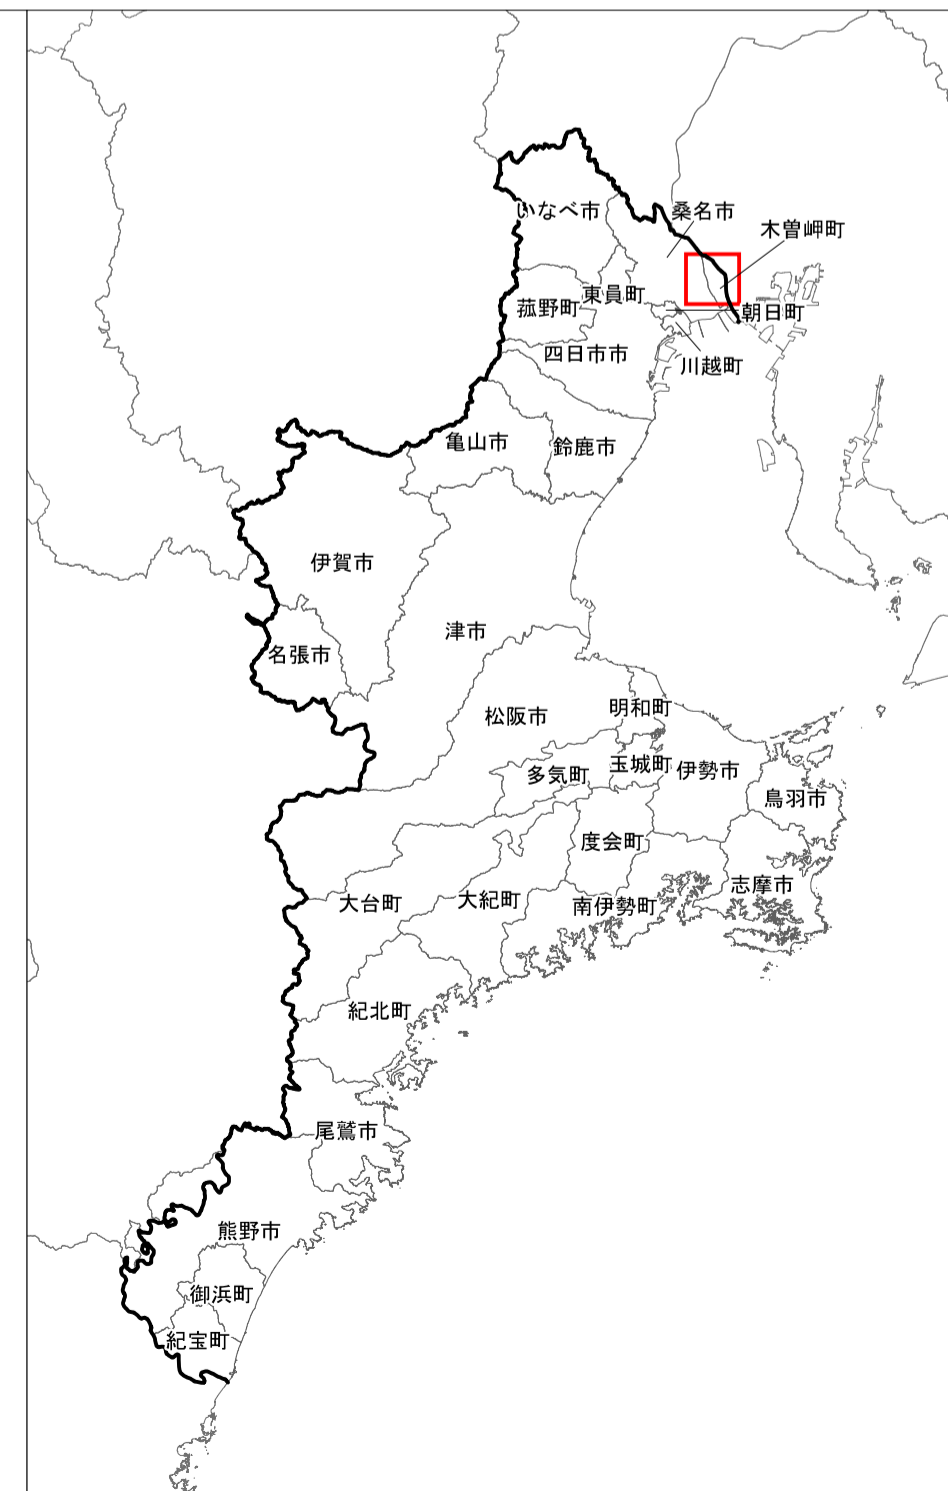 いなべ市
桑名市
木曽岬町
東員町
菰野町
朝日町
四日市市
川越町
亀山市
鈴鹿市
伊賀市
津市
名張市
松阪市
明和町
多気町
玉城町
伊勢市
鳥羽市
度会町
大台町
大紀町
南伊勢町
志摩市
紀北町
尾鷲市
熊野市
御浜町
紀宝町